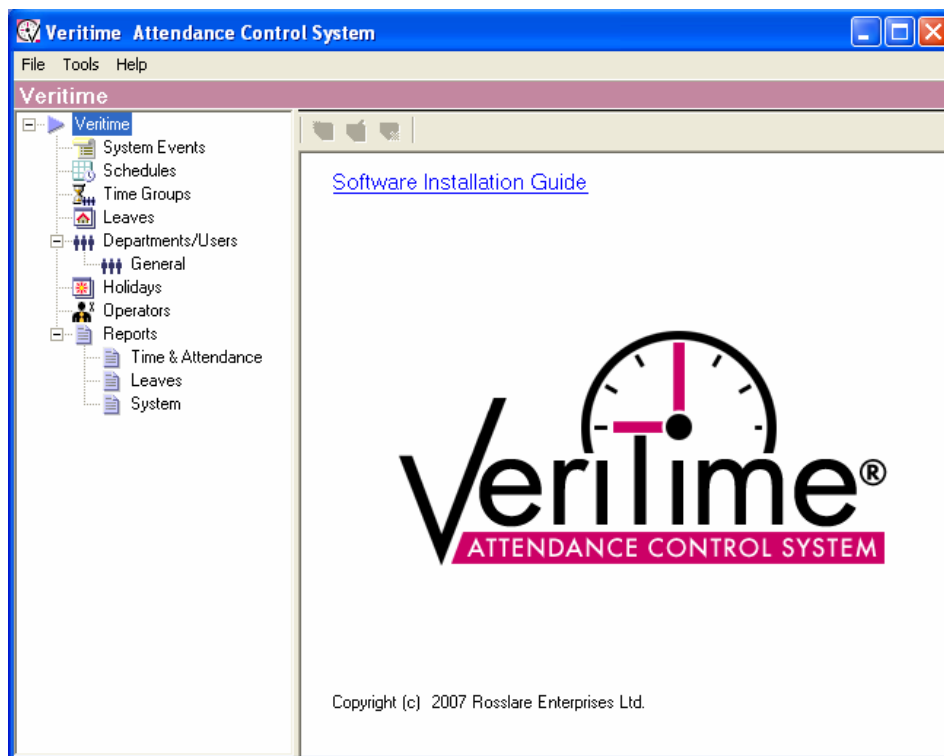 Veritime Attendance Control System
File Tools Help
Veritime
Veritime
System Events
Schedules
Time Groups
Leaves
Departments/Users
General
Holidays
Operators
Reports
Time & Attendance
Leaves
System
Software Installation Guide
VeriTime®
ATTENDANCE CONTROL SYSTEM
Copyright (c) 2007 Rosslare Enterprises Ltd.